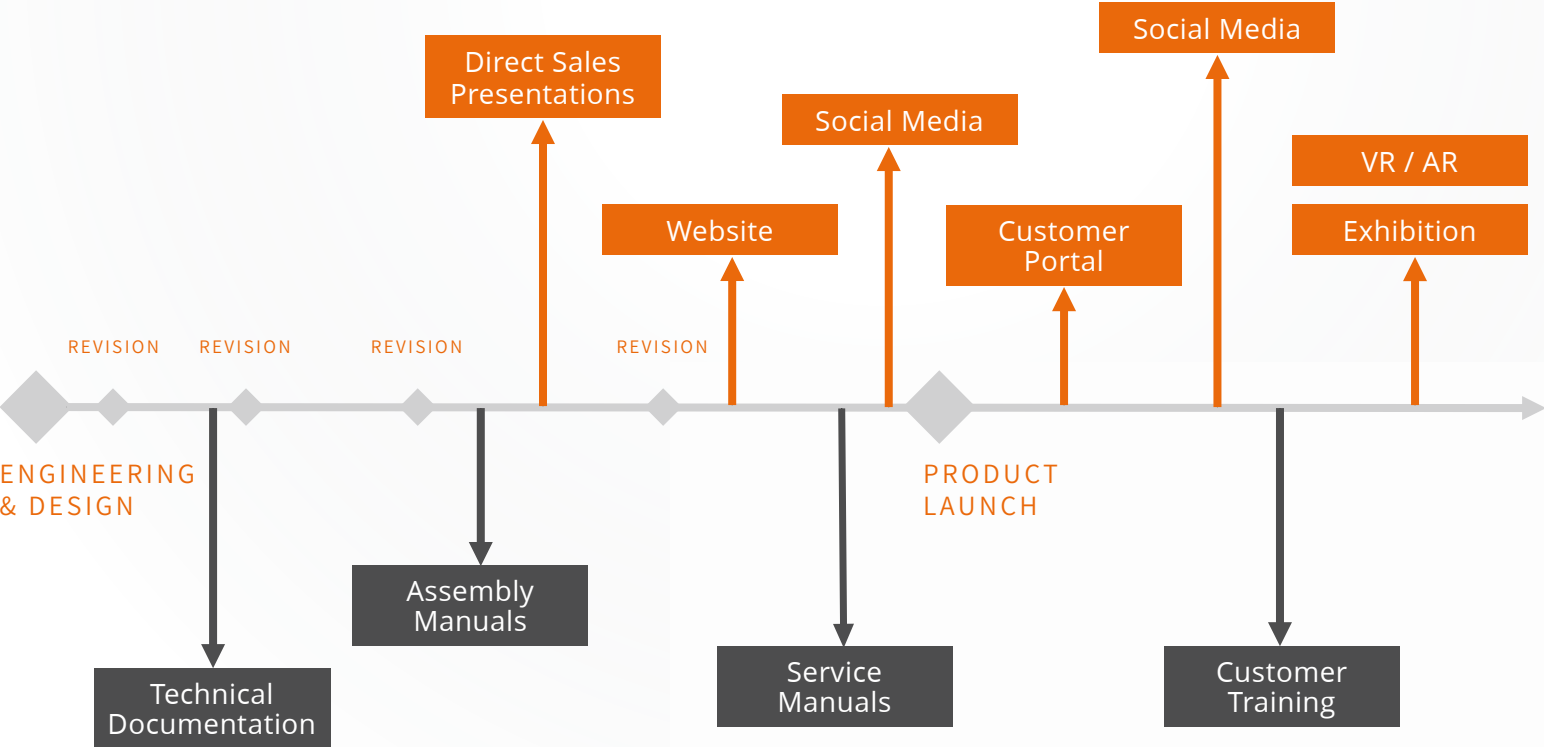 Social Media
Direct Sales
Presentations
Social Media
VR / AR
Website
Customer
Portal
Exhibition
REVISION
REVISION
REVISION
REVISION
ENGINEERING
& DESIGN
PRODUCT
LAUNCH
Assembly
Manuals
Technical
Documentation
Service
Manuals
Customer
Training